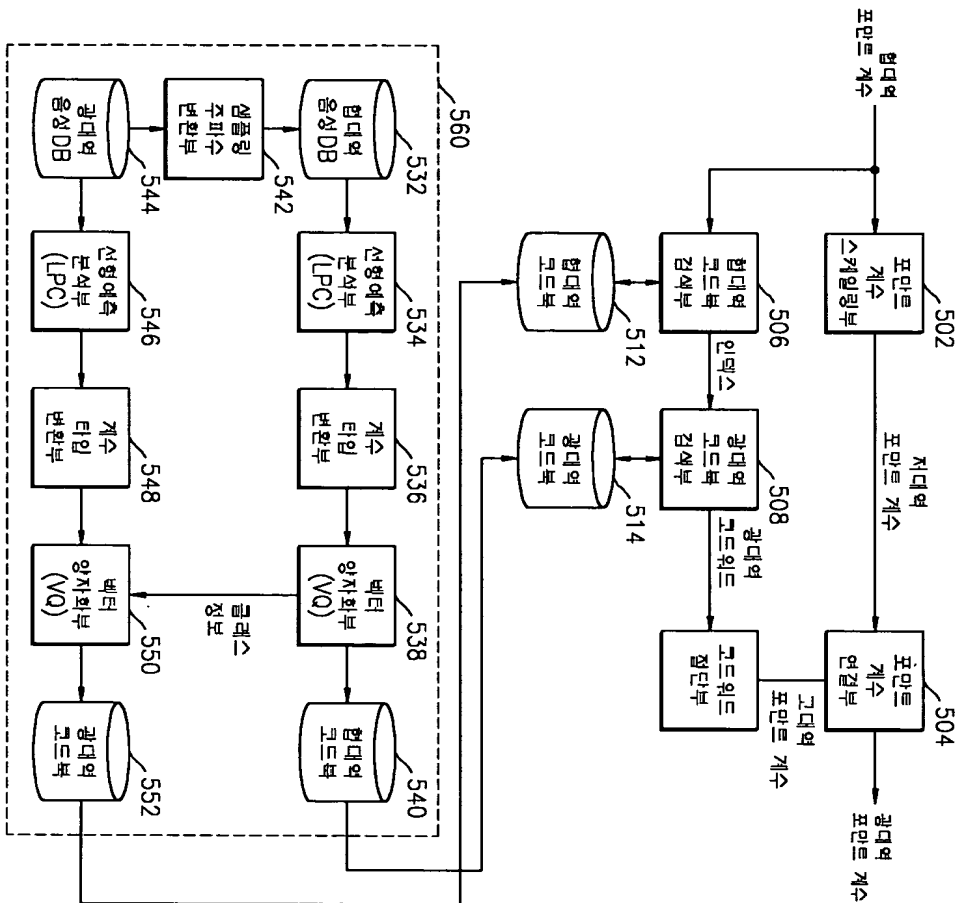 협대역
포만트 계수
포만트
계수
스케일링부
502
저대역
포만트 계수
포만트
계수
연결부
504
광대역
포만트 계수
협대역
코드북
검색부
506
인덱스
광대역
코드북
검색부
508
광대역
코드워드
코드워드
절단부
고대역
포만트 계수
협대역
코드북
512
광대역
코드북
514
560
협대역
음성DB
532
선형예측
분석부
(LPC)
534
계수
타입
변환부
536
벡터
양자화부
(VQ)
538
협대역
코드북
540
샘플링
주파수
변환부
542
클래스
정보
광대역
음성DB
544
선형예측
분석부
(LPC)
546
계수
타입
변환부
548
벡터
양자화부
(VQ)
550
광대역
코드북
552